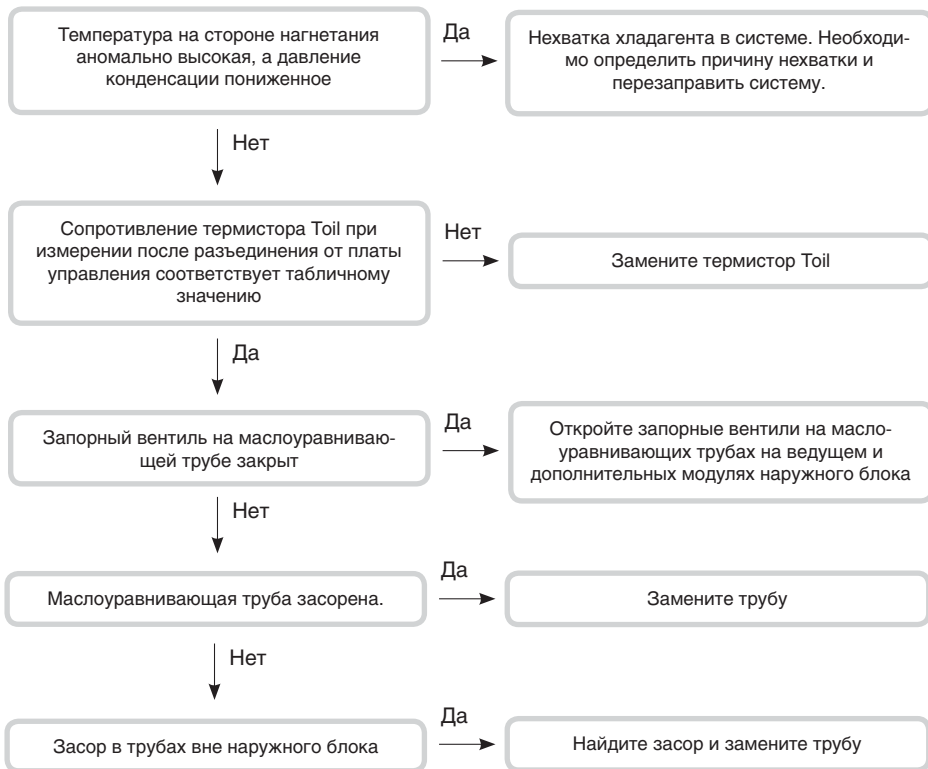 Температура на стороне нагнетания
аномально высокая, а давление
конденсации пониженное
Да
Нехватка хладагента в системе. Необходи-
мо определить причину нехватки и
перезаправить систему.
Нет
Сопротивление термистора Toil при
измерении после разъединения от платы
управления соответствует табличному
значению
Нет
Замените термистор Toil
Да
Запорный вентиль на маслоуравниваю-
щей трубе закрыт
Да
Откройте запорные вентили на масло-
уравнивающих трубах на ведущем и
дополнительных модулях наружного блока
Нет
Маслоуравнивающая труба засорена.
Да
Замените трубу
Нет
Засор в трубах вне наружного блока
Да
Найдите засор и замените трубу